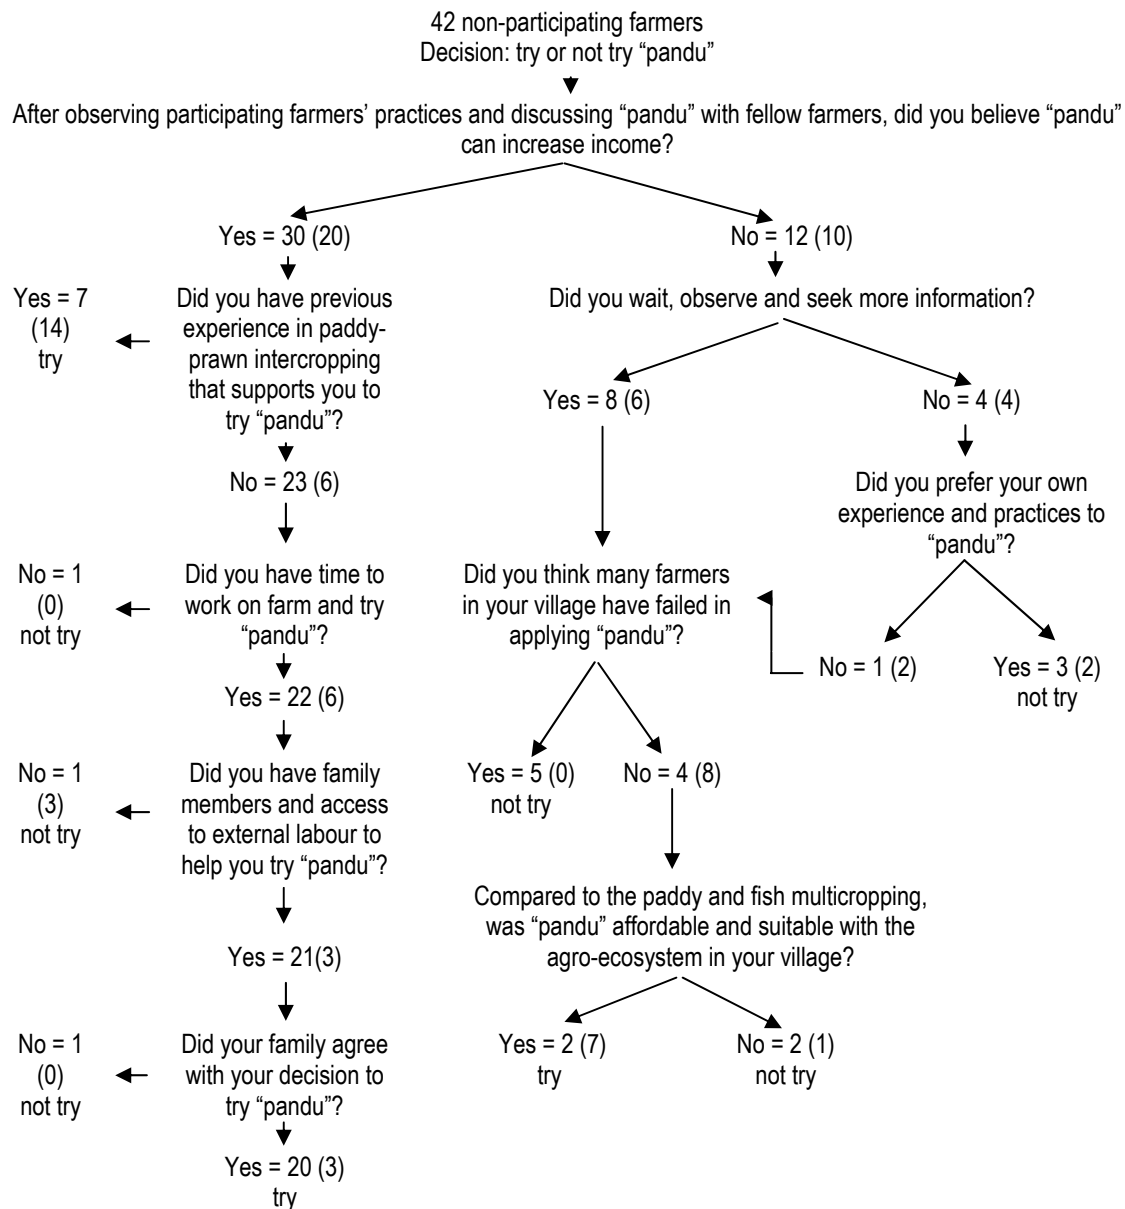 42 non-participating farmers
Decision: try or not try “pandu”
After observing participating farmers’ practices and discussing “pandu” with fellow farmers, did you believe “pandu”
can increase income?
Yes = 30 (20)
No = 12 (10)
Yes = 7
(14)
try
Did you have previous
experience in paddy-
prawn intercropping
that supports you to
try “pandu”?
Did you wait, observe and seek more information?
Yes = 8 (6)
No = 4 (4)
No = 23 (6)
Did you prefer your own
experience and practices to
“pandu”?
No = 1
(0)
not try
Did you have time to
work on farm and try
“pandu”?
Did you think many farmers
in your village have failed in
applying “pandu”?
No = 1 (2)
Yes = 3 (2)
not try
Yes = 22 (6)
No = 1
(3)
not try
Did you have family
members and access
to external labour to
help you try “pandu”?
Yes = 5 (0)
not try
No = 4 (8)
Compared to the paddy and fish multicropping,
was “pandu” affordable and suitable with the
agro-ecosystem in your village?
Yes = 21(3)
No = 1
(0)
not try
Did your family agree
with your decision to
try “pandu”?
Yes = 2 (7)
try
No = 2 (1)
not try
Yes = 20 (3)
try